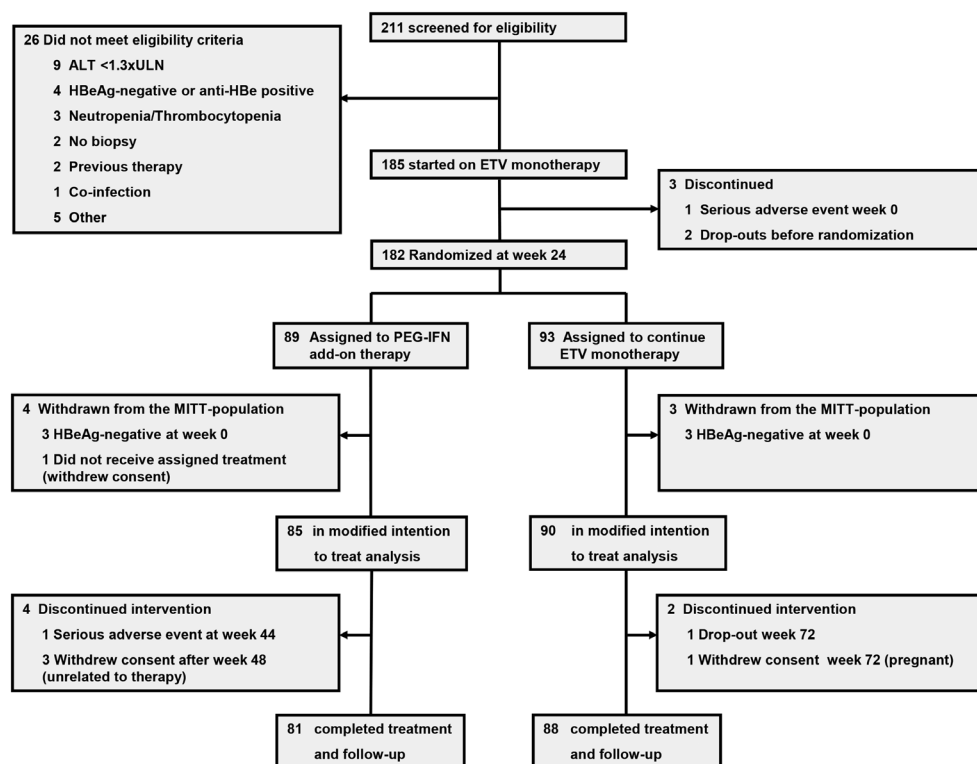 211 screened for eligibility
26 Did not meet eligibility criteria
9 ALT <1.3xULN
4 HBeAg-negative or anti-HBe positive
3 Neutropenia/Thrombocytopenia
2 No biopsy
2 Previous therapy
1 Co-infection
5 Other
185 started on ETV monotherapy
3 Discontinued
1 Serious adverse event week 0
2 Drop-outs before randomization
182 Randomized at week 24
89 Assigned to PEG-IFN
add-on therapy
93 Assigned to continue
ETV monotherapy
4 Withdrawn from the MITT-population
3 HBeAg-negative at week 0
1 Did not receive assigned treatment
(withdrew consent)
3 Withdrawn from the MITT-population
3 HBeAg-negative at week 0
85 in modified intention
to treat analysis
90 in modified intention
to treat analysis
4 Discontinued intervention
1 Serious adverse event at week 44
3 Withdrew consent after week 48
(unrelated to therapy)
2 Discontinued intervention
1 Drop-out week 72
1 Withdrew consent week 72 (pregnant)
81 completed treatment
and follow-up
88 completed treatment
and follow-up